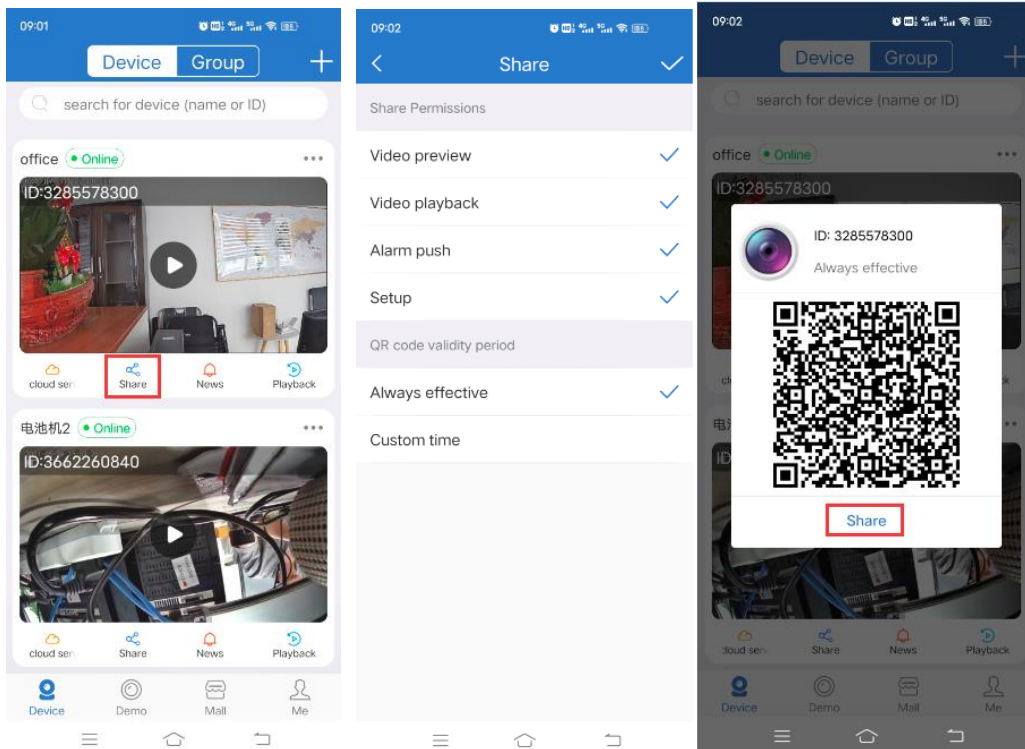 09:01
Device Group
search for device (name or ID)
office Online
ID:3285578300
cloud ser
Share
News
Playback
电池机2 Online
ID:3662260840
cloud ser
Share
News
Playback
Device
Demo
Mall
Me
09:02
Share
Share Permissions
Video preview
Video playback
Alarm push
Setup
QR code validity period
Always effective
Custom time
09:02
Device Group
search for device (name or ID)
office Online
ID:3285578300
ID: 3285578300
Always effective
Share
cloud ser
Share
News
Playback
Device
Demo
Mall
Me